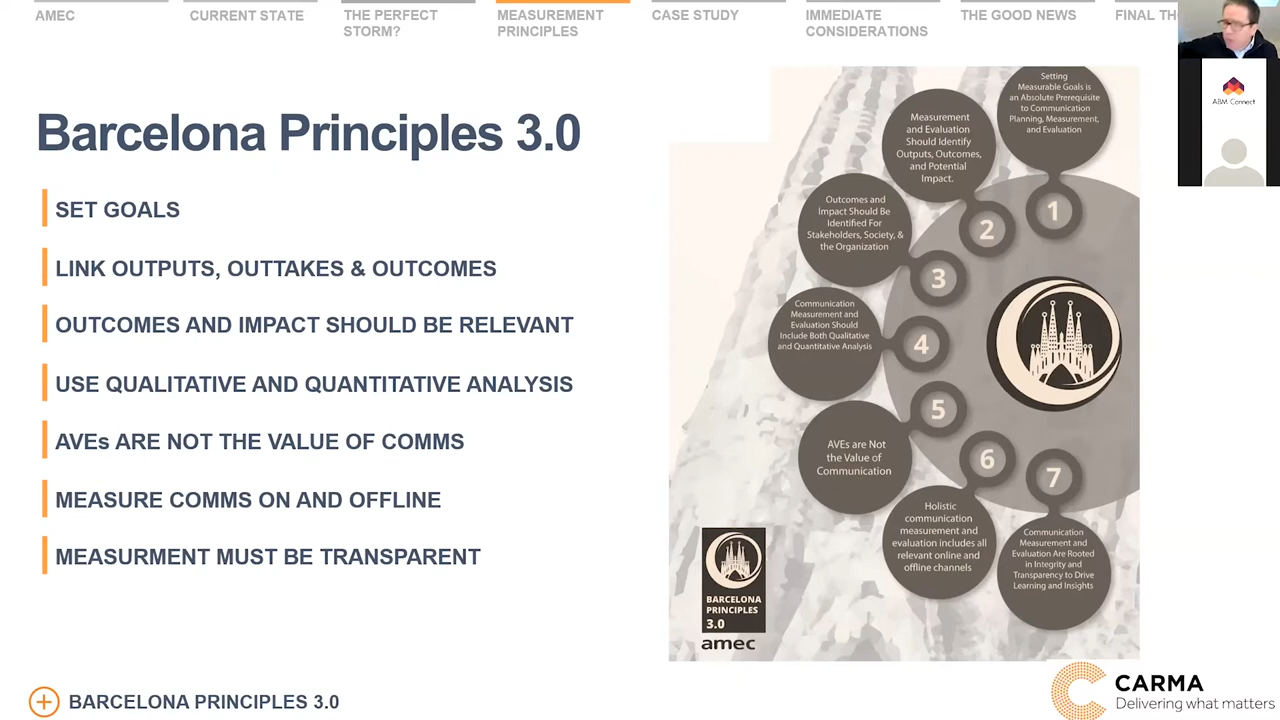 AMEC
CURRENT STATE
THE PERFECT
STORM?
MEASUREMENT
PRINCIPLES
CASE STUDY
IMMEDIATE
CONSIDERATIONS
THE GOOD NEWS
FINAL
ABM Connect
Barcelona Principles 3.0
SET GOALS
LINK OUTPUTS, OUTTAKES & OUTCOMES
OUTCOMES AND IMPACT SHOULD BE RELEVANT
USE QUALITATIVE AND QUANTITATIVE ANALYSIS
AVEs ARE NOT THE VALUE OF COMMS
MEASURE COMMS ON AND OFFLINE
MEASURMENT MUST BE TRANSPARENT
Setting
Measurable Goals is
an Absolute Prerequisite
to Communication
Planning, Measurement,
and Evaluation
1
Measurement
and Evaluation
Should Identify
Outputs, Outcomes,
and Potential
Impact.
2
Outcomes and
Impact Should Be
Identified For
Stakeholders, Society, &
the Organization
3
Communication
Measurement and
Evaluation Should
Include Both Qualitative
and Quantitative Analysis
4
AVEs are Not
the Value of
Communication
5
Holistic
communication
measurement and
evaluation includes all
relevant online and
offline channels
6
Communication
Measurement and
Evaluation Are Rooted
in Integrity and
Transparency to Drive
Learning and Insights
7
BARCELONA
PRINCIPLES
3.0
amec
BARCELONA PRINCIPLES 3.0
CARMA
Delivering what matters